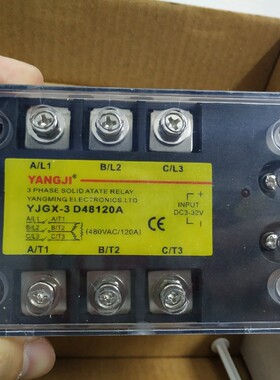 A/L1 B/L2 C/L3
YANGJI
3 PHASE SOLID ATATE RELAY
YANGMING ELECTRONICS.LTD
YJGX-3 D48120A
A/L1 A/T1
B/L2 B/T2 (480VAC/120A)
C/L3 C/T3
CE
INPUT
DC3-32V
A/T1 B/T2 C/T3